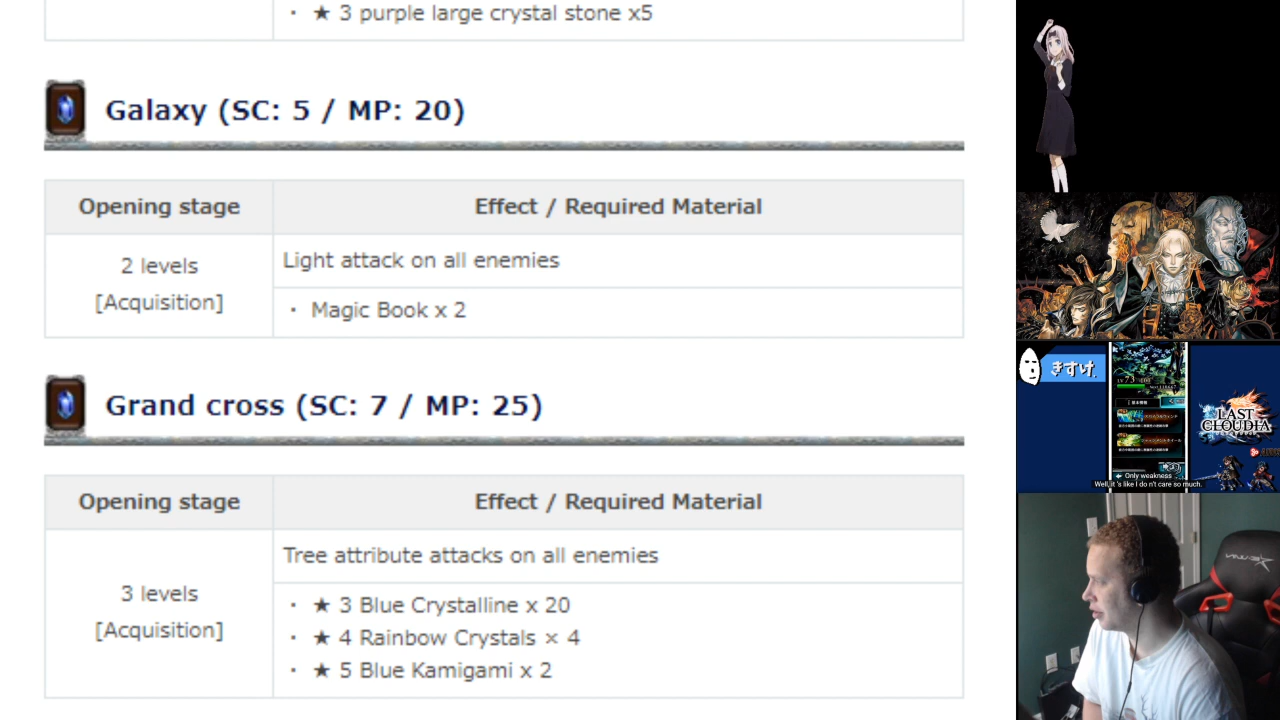 ・ ★ 3 purple large crystal stone x5
Galaxy (SC: 5 / MP: 20)
Opening stage
Effect / Required Material
2 levels
[Acquisition]
Light attack on all enemies
・ Magic Book x 2
Grand cross (SC: 7 / MP: 25)
Opening stage
Effect / Required Material
3 levels
[Acquisition]
Tree attribute attacks on all enemies
・ ★ 3 Blue Crystalline x 20
・ ★ 4 Rainbow Crystals × 4
・ ★ 5 Blue Kamigami x 2
きすけ
LAST
CLOUDIA
Only weakness
Well, it 's like I do n't care so much.